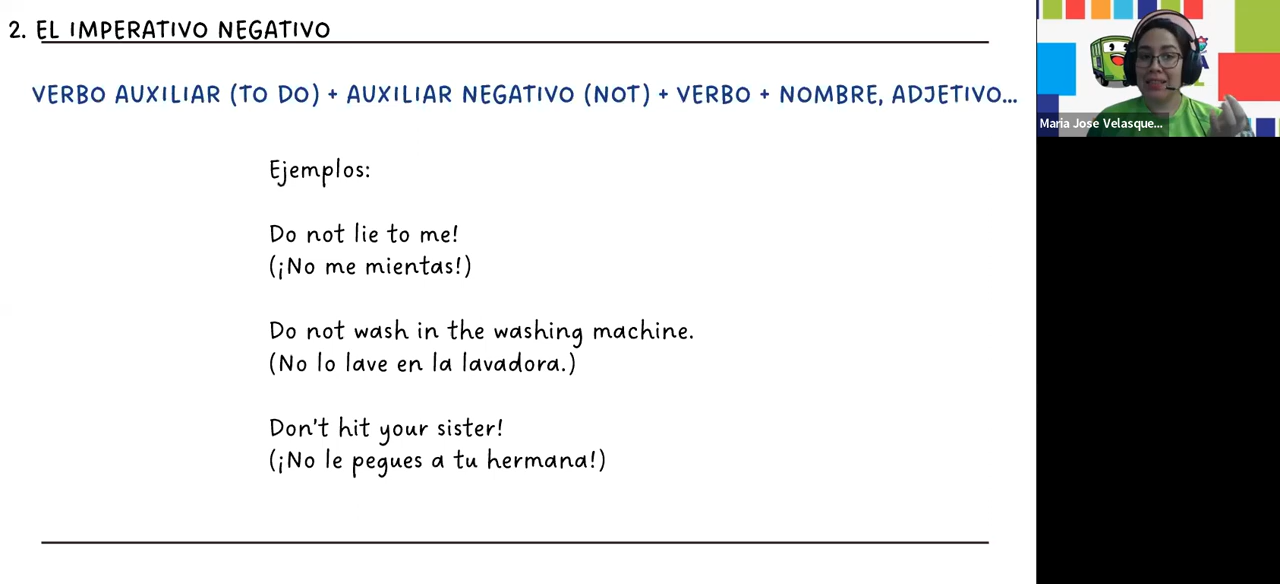 2. EL IMPERATIVO NEGATIVO
VERBO AUXILIAR (TO DO) + AUXILIAR NEGATIVO (NOT) + VERBO + NOMBRE, ADJETIVO...
Ejemplos:
Do not lie to me!
(¡No me mientas!)
Do not wash in the washing machine.
(No lo lave en la lavadora.)
Don't hit your sister!
(¡No le pegues a tu hermana!)
Maria Jose Velasque...